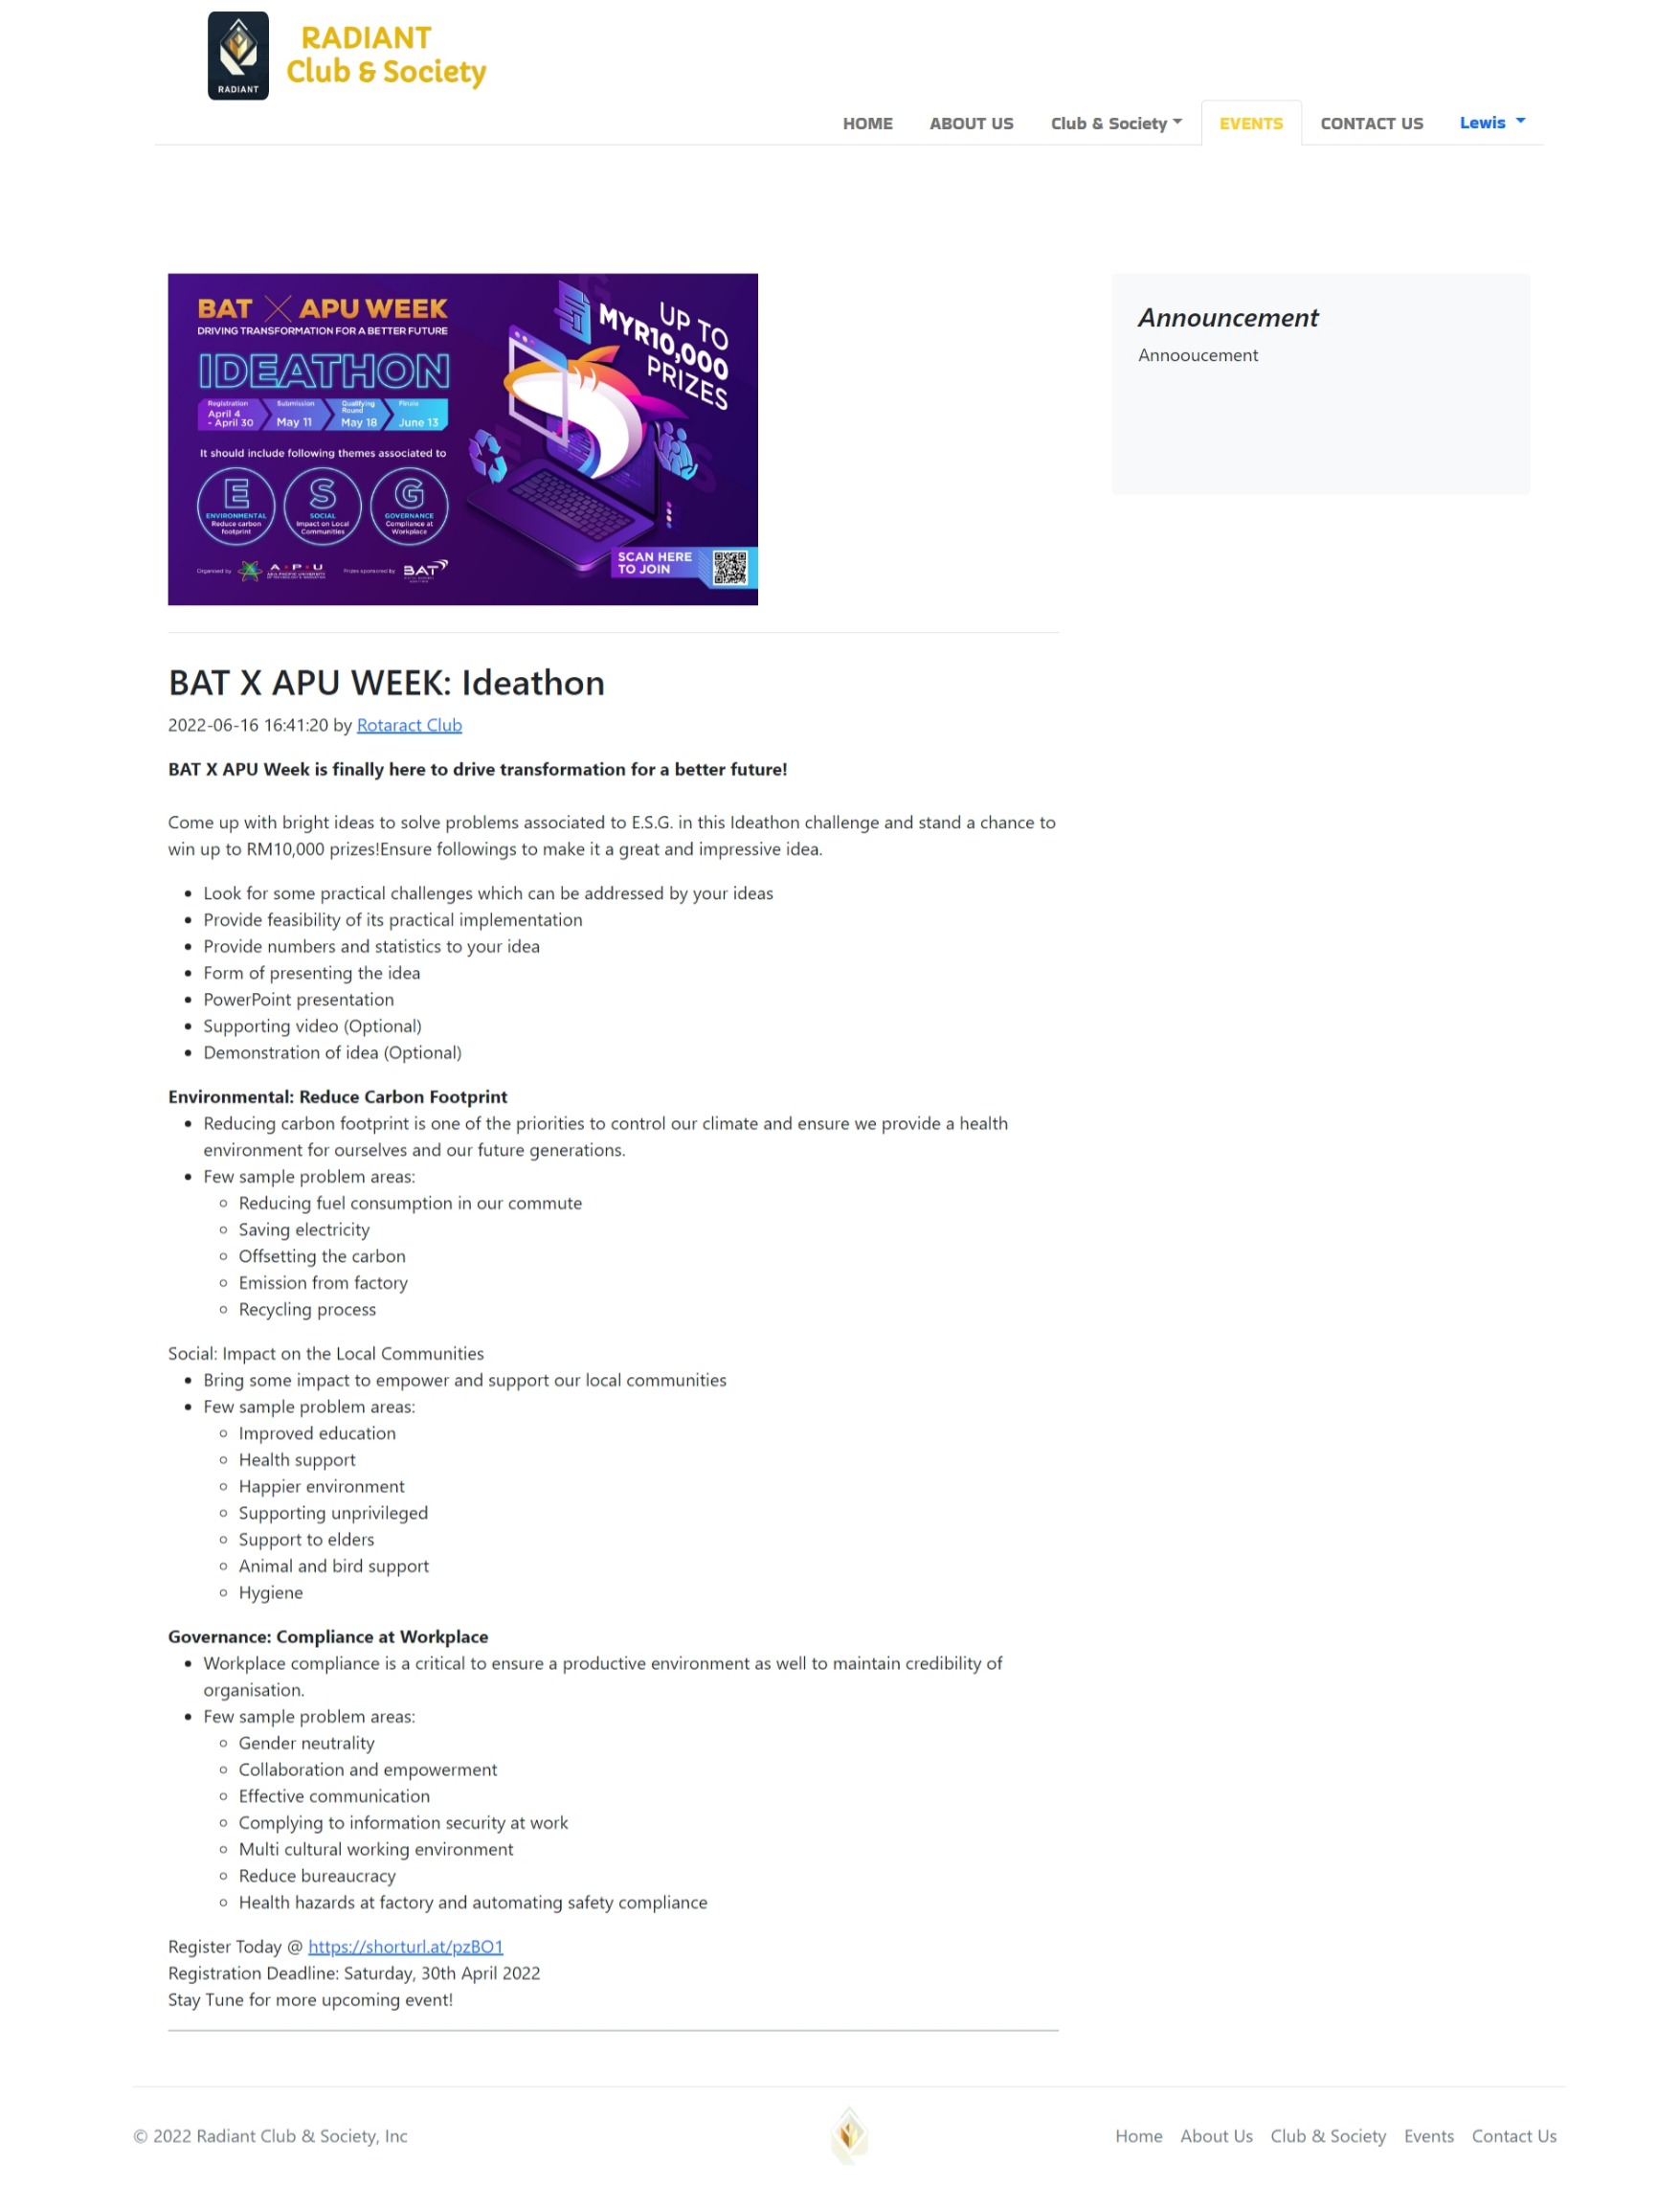 RADIANT
RADIANT
Club & Society
HOME
ABOUT US
Club & Society
EVENTS
CONTACT US
Lewis
BAT X APU WEEK
DRIVING TRANSFORMATION FOR A BETTER FUTURE
IDEATHON
Registration
April 4
- April 30
Submission
May 11
Qualifying
Round
May 18
Finale
June 13
It should include following themes associated to
E
ENVIRONMENTAL
Reduce carbon
footprint
S
SOCIAL
Impact on Local
Communities
G
GOVERNANCE
Compliance at
Workplace
Organised by
A·P·U
Prizes sponsored by
BAT
UP TO
MYR10,000
PRIZES
SCAN HERE
TO JOIN
Announcement
Annooucement
BAT X APU WEEK: Ideathon
2022-06-16 16:41:20 by Rotaract Club
BAT X APU Week is finally here to drive transformation for a better future!
Come up with bright ideas to solve problems associated to E.S.G. in this Ideathon challenge and stand a chance to
win up to RM10,000 prizes!Ensure followings to make it a great and impressive idea.
Look for some practical challenges which can be addressed by your ideas
Provide feasibility of its practical implementation
Provide numbers and statistics to your idea
Form of presenting the idea
PowerPoint presentation
Supporting video (Optional)
Demonstration of idea (Optional)
Environmental: Reduce Carbon Footprint
Reducing carbon footprint is one of the priorities to control our climate and ensure we provide a health
environment for ourselves and our future generations.
Few sample problem areas:
Reducing fuel consumption in our commute
Saving electricity
Offsetting the carbon
Emission from factory
Recycling process
Social: Impact on the Local Communities
Bring some impact to empower and support our local communities
Few sample problem areas:
Improved education
Health support
Happier environment
Supporting unprivileged
Support to elders
Animal and bird support
Hygiene
Governance: Compliance at Workplace
Workplace compliance is a critical to ensure a productive environment as well to maintain credibility of
organisation.
Few sample problem areas:
Gender neutrality
Collaboration and empowerment
Effective communication
Complying to information security at work
Multi cultural working environment
Reduce bureaucracy
Health hazards at factory and automating safety compliance
Register Today @ https://shorturl.at/pzBO1
Registration Deadline: Saturday, 30th April 2022
Stay Tune for more upcoming event!
© 2022 Radiant Club & Society, Inc
Home
About Us
Club & Society
Events
Contact Us